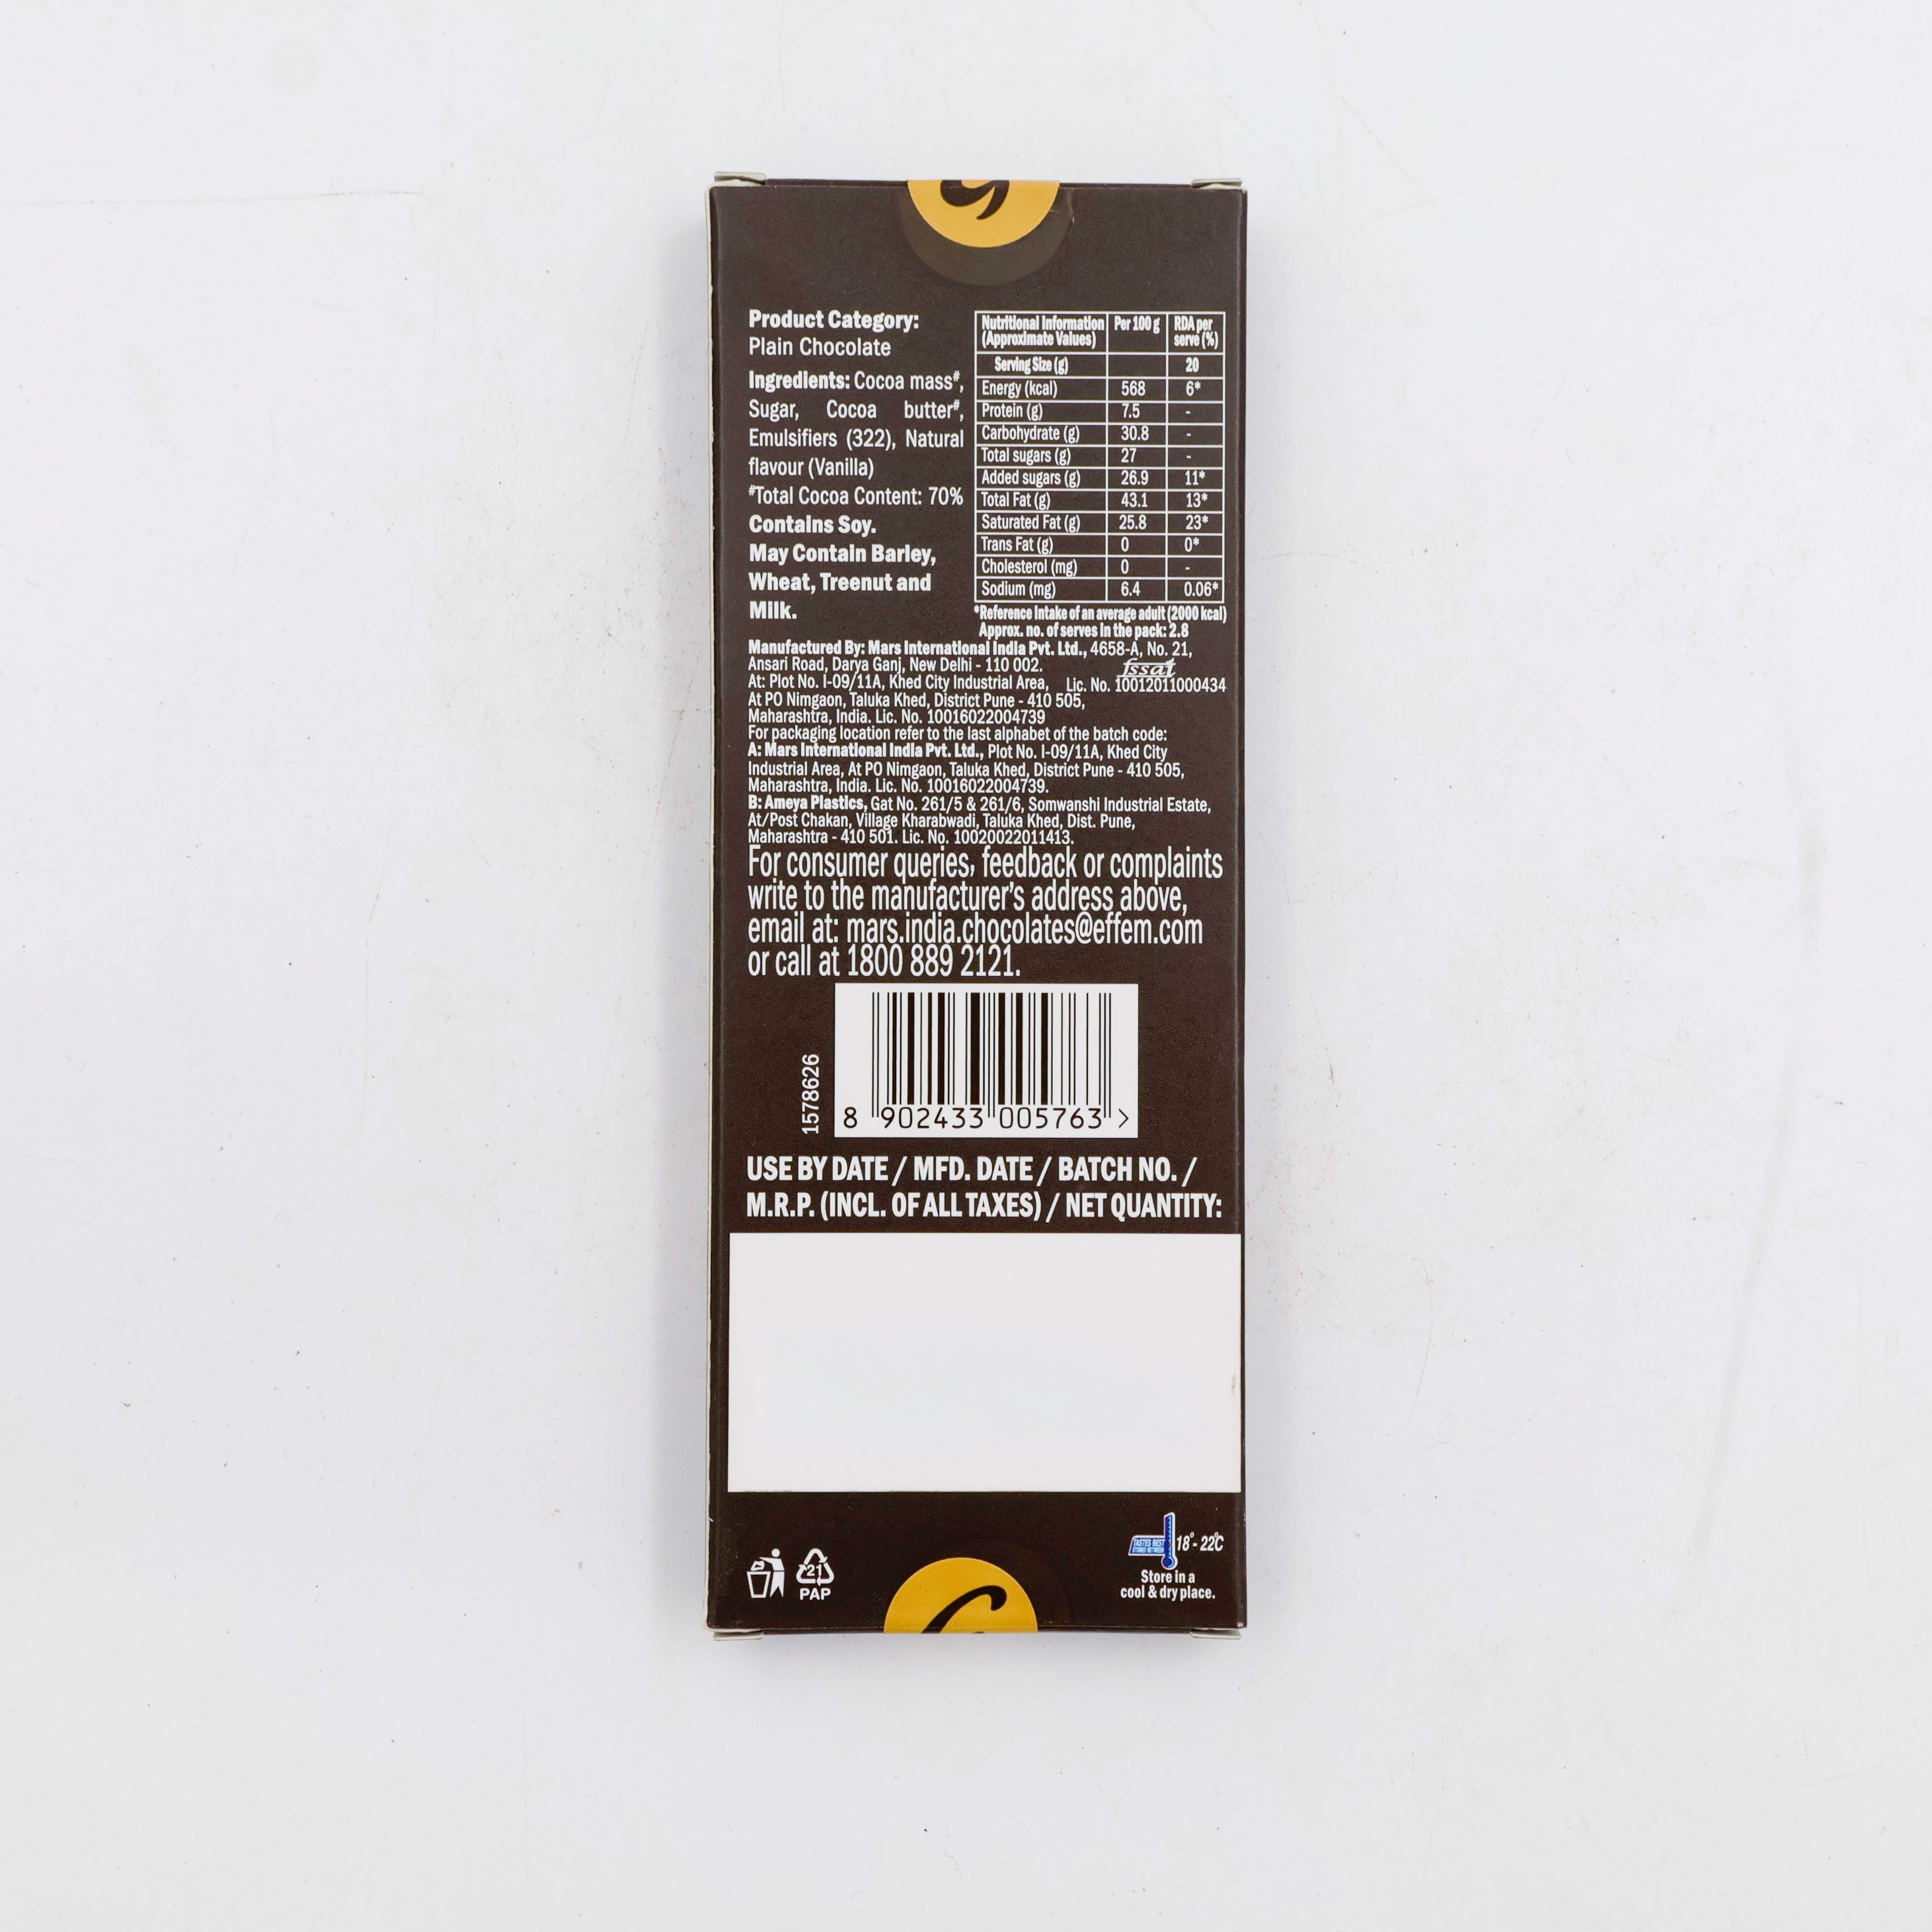 Product Category:
Plain Chocolate
Ingredients: Cocoa mass#,
Sugar, Cocoa butter#,
Emulsifiers (322), Natural
flavour (Vanilla)
#Total Cocoa Content: 70%
Contains Soy.
May Contain Barley,
Wheat, Treenut and
Milk.
Nutritional Information (Approximate Values) Per 100 g RDA per serve (%)
Serving Size (g) 20
Energy (kcal) 568 6*
Protein (g) 7.5 -
Carbohydrate (g) 30.8 -
Total sugars (g) 27 -
Added sugars (g) 26.9 11*
Total Fat (g) 43.1 13*
Saturated Fat (g) 25.8 23*
Trans Fat (g) 0 0*
Cholesterol (mg) 0 -
Sodium (mg) 6.4 0.06*
*Reference Intake of an average adult (2000 kcal)
Approx. no. of serves in the pack: 2.8
Manufactured By: Mars International India Pvt. Ltd., 4658-A, No. 21,
Ansari Road, Darya Ganj, New Delhi - 110 002.
fssai
At: Plot No. I-09/11A, Khed City Industrial Area,
Lic. No. 10012011000434
At PO Nimgaon, Taluka Khed, District Pune - 410 505,
Maharashtra, India. Lic. No. 10016022004739
For packaging location refer to the last alphabet of the batch code:
A: Mars International India Pvt. Ltd., Plot No. I-09/11A, Khed City
Industrial Area, At PO Nimgaon, Taluka Khed, District Pune - 410 505,
Maharashtra, India. Lic. No. 10016022004739.
B: Ameya Plastics, Gat No. 261/5 & 261/6, Somwanshi Industrial Estate,
At/Post Chakan, Village Kharabwadi, Taluka Khed, Dist. Pune,
Maharashtra - 410 501. Lic. No. 10020022011413.
For consumer queries, feedback or complaints
write to the manufacturer's address above,
email at: mars.india.chocolates@effem.com
or call at 1800 889 2121.
1578626
8 902433 005763 >
USE BY DATE / MFD. DATE / BATCH NO. /
M.R.P. (INCL. OF ALL TAXES) / NET QUANTITY:
TASTES BEST
STORED BETWEEN
18°- 22°C
Store in a
cool & dry place.
21
PAP